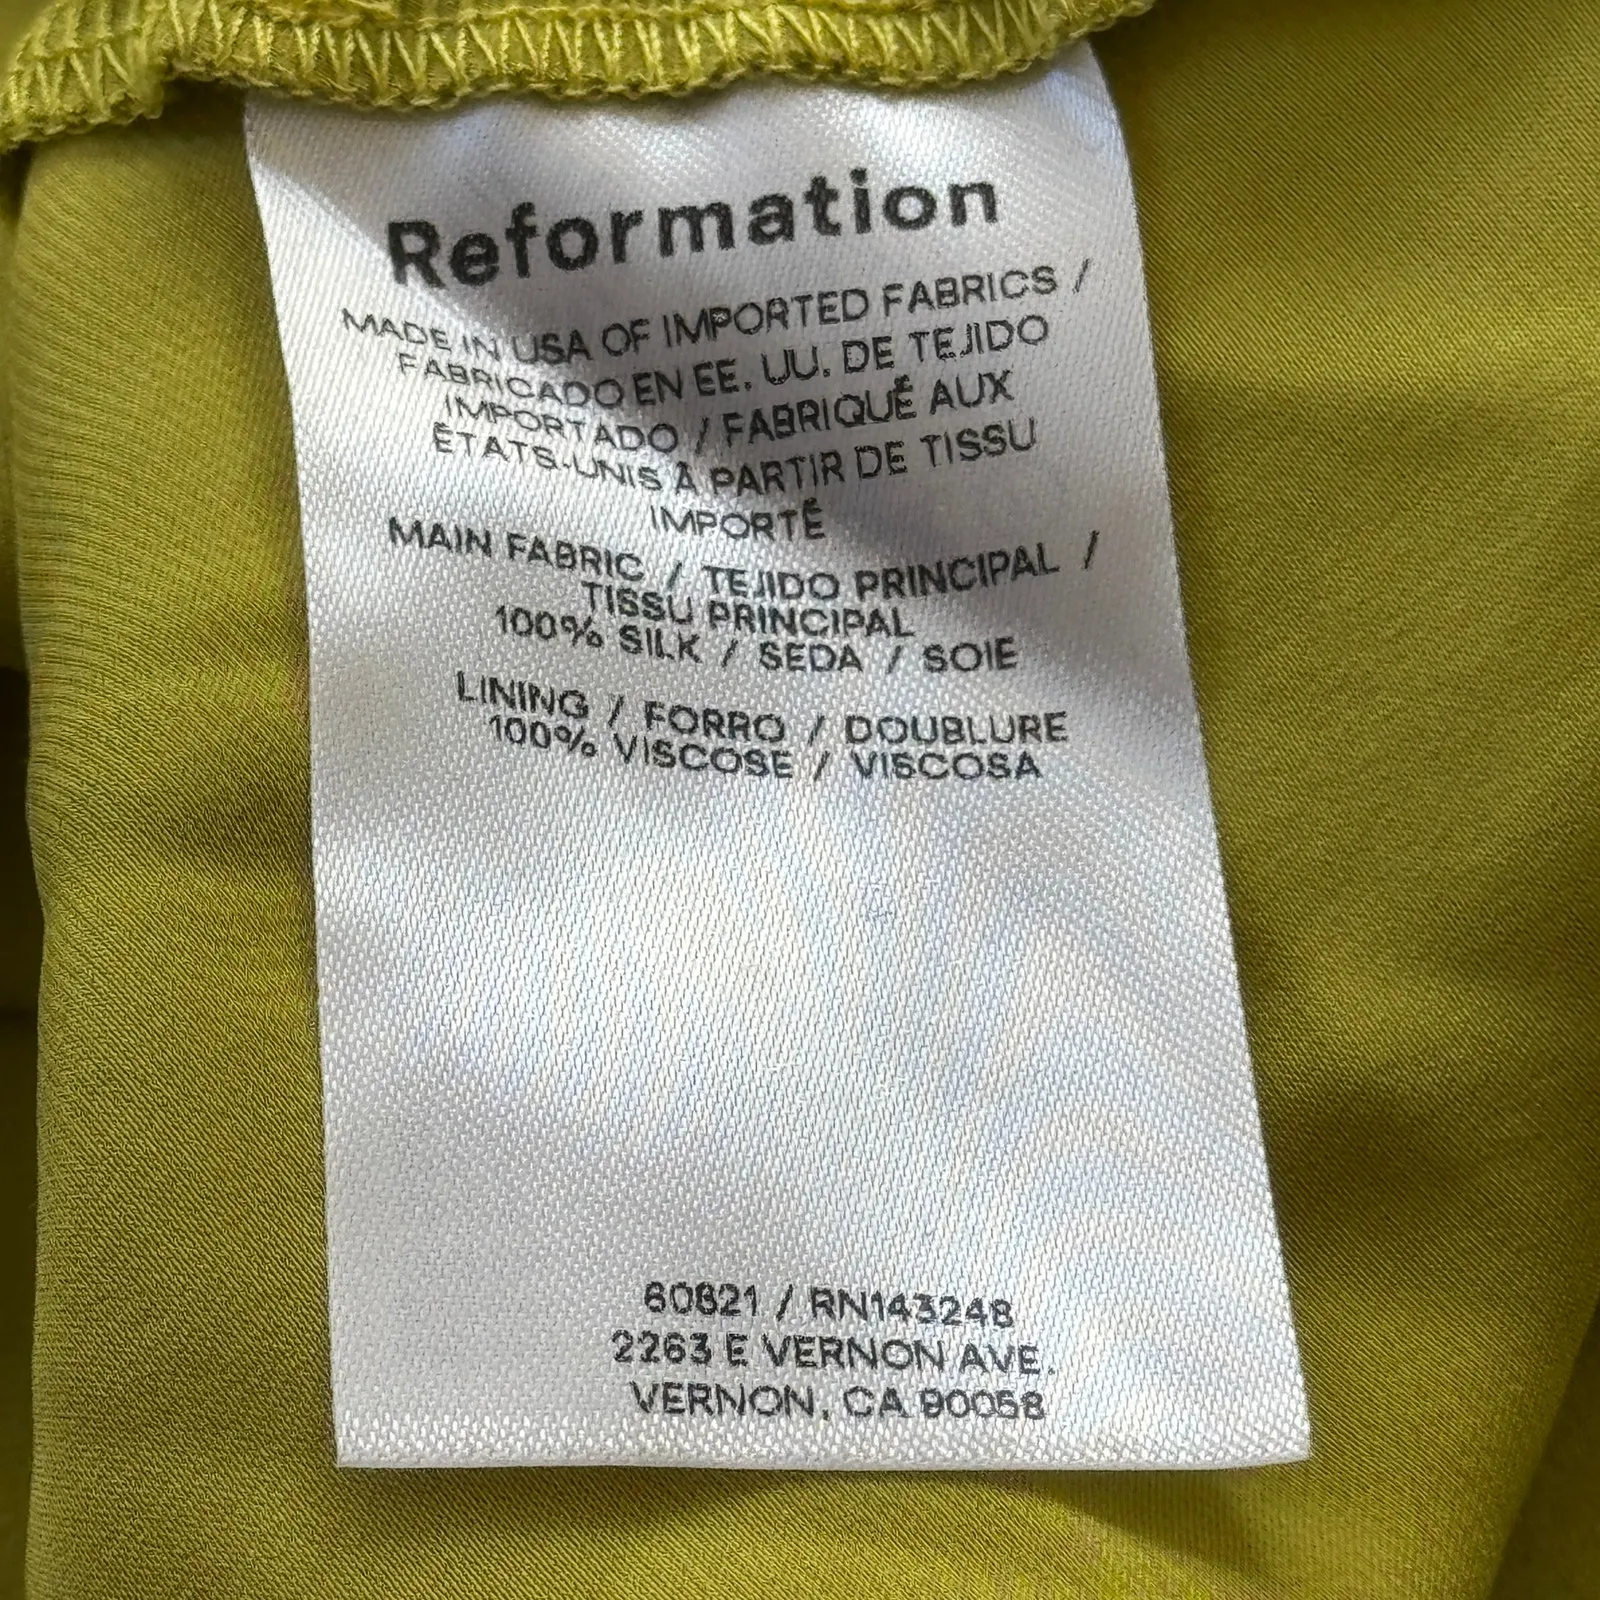 Reformation
MADE IN USA OF IMPORTED FABRICS /
FABRICADO EN EE. UU. DE TEJIDO
IMPORTADO / FABRIQUÉ AUX
ÉTATS-UNIS À PARTIR DE TISSU
IMPORTÉ
MAIN FABRIC / TEJIDO PRINCIPAL /
TISSU PRINCIPAL
100% SILK / SEDA / SOIE
LINING / FORRO / DOUBLURE
100% VISCOSE / VISCOSA
/ RN143248
2263 E VERNON AVE.
VERNON, CA 90058